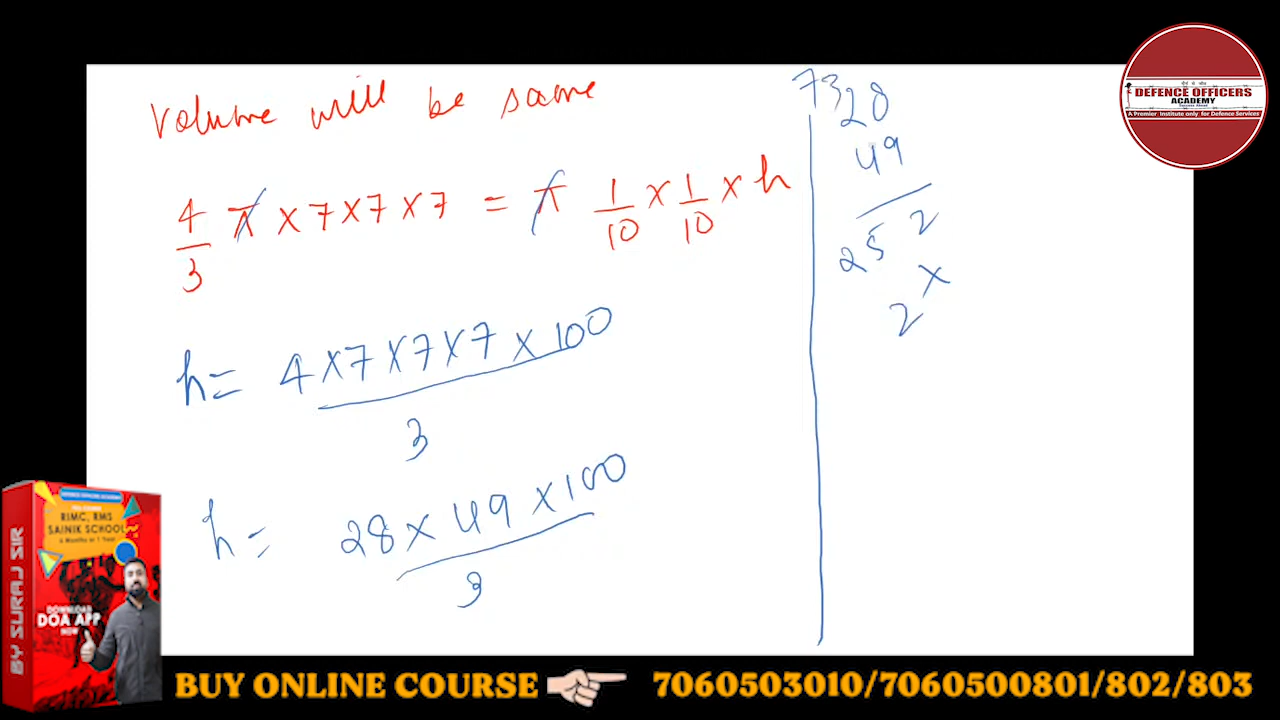 Volume will be same
4/3 π × 7 × 7 × 7 = π 1/10 × 1/10 × h
h = 4 × 7 × 7 × 7 × 100 / 3
h = 28 × 49 × 100 / 3
73
28
49
252
2 ×
DEFENCE OFFICERS
ACADEMY
A Premier Institute only for Defence Services
RIMC, RMS
SAINIK SCHOOL
DOWNLOAD
DOA APP
NOW
BY SURAJ SIR
BUY ONLINE COURSE 7060503010/7060500801/802/803